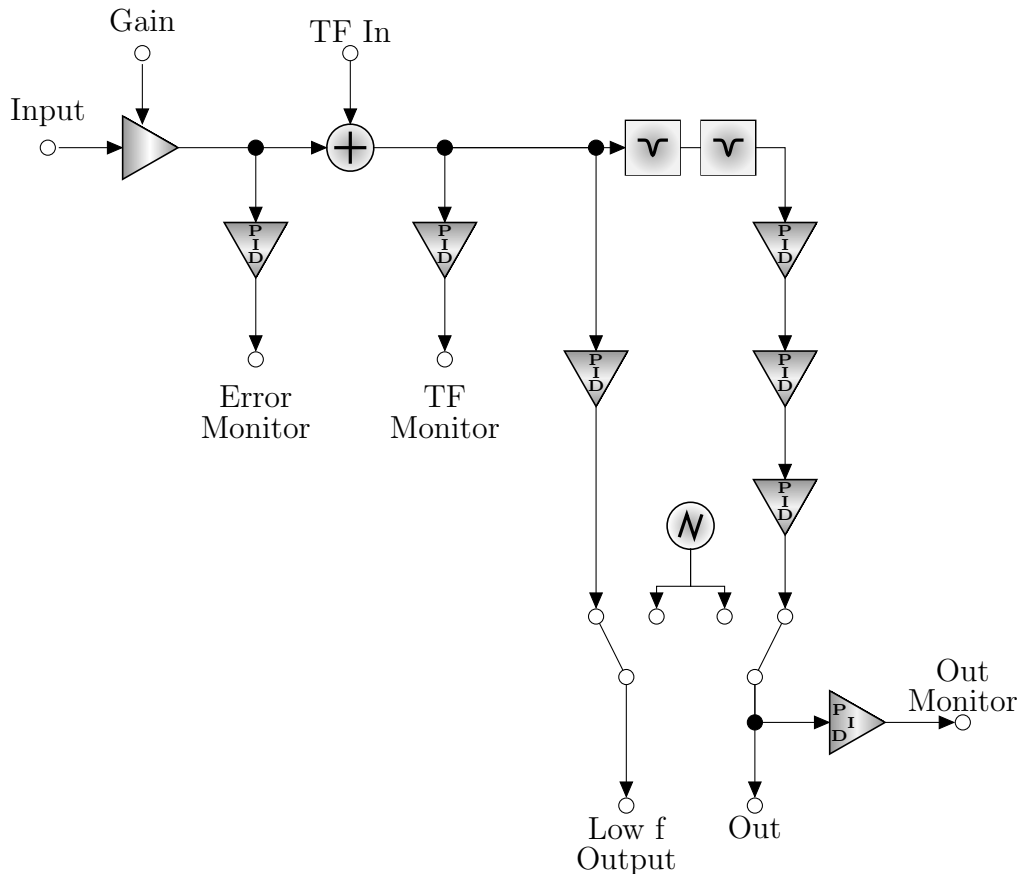 Gain
TF In
Input
P
I
D
P
I
D
P
I
D
P
I
D
P
I
D
Error
Monitor
TF
Monitor
P
I
D
Out
Monitor
P
I
D
Low f
Output
Out